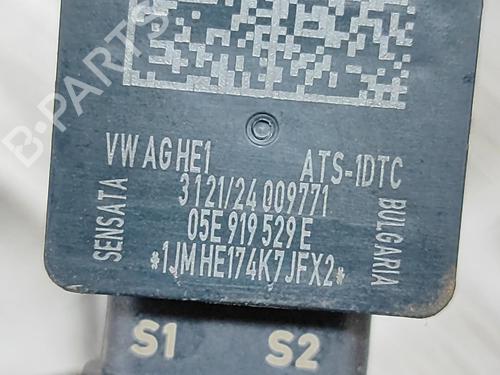 B-PARTS
VW AG HE1 ATS-1DTC
3121/24 009771
05E 919 529 E
*1JMHE174K7JFX2*
SENSATA
BULGARIA
S1 S2